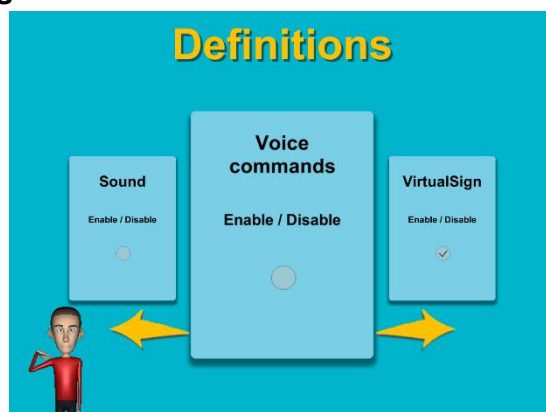 Definitions
Sound
Enable / Disable
Voice
commands
Enable / Disable
VirtualSign
Enable / Disable